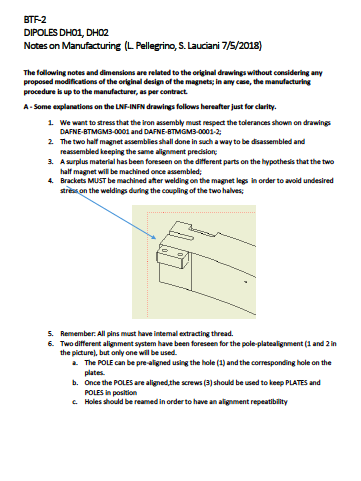 BTF-2
DIPOLES DH01, DH02
Notes on Manufacturing (L. Pellegrino, S. Lauciani 7/5/2018)
The following notes and dimensions are related to the original drawings without considering any
proposed modifications of the original design of the magnets; in any case, the manufacturing
procedure is up to the manufacturer, as per contract.
A - Some explanations on the LNF-INFN drawings follows hereafter just for clarity.
1. We want to stress that the iron assembly must respect the tolerances shown on drawings
DAFNE-BTMGM3-0001 and DAFNE-BTMGM3-0001-2;
2. The two half magnet assemblies shall done in such a way to be disassembled and
reassembled keeping the same alignment precision;
3. A surplus material has been foreseen on the different parts on the hypothesis that the two
half magnet will be machined once assembled;
4. Brackets MUST be machined after welding on the magnet legs in order to avoid undesired
stress on the weldings during the coupling of the two halves;
5. Remember: All pins must have internal extracting thread.
6. Two different alignment system have been foreseen for the pole-platealignment (1 and 2 in
the picture), but only one will be used.
a. The POLE can be pre-aligned using the hole (1) and the corresponding hole on the
plates.
b. Once the POLES are aligned,the screws (3) should be used to keep PLATES and
POLES in position
c. Holes should be reamed in order to have an alignment repeatibility